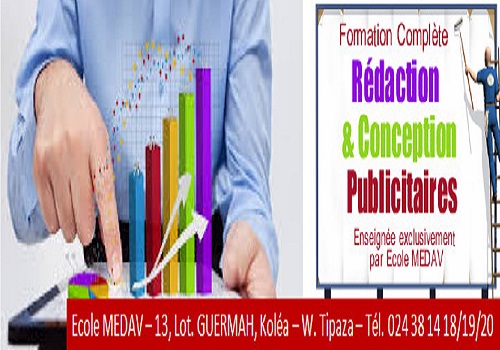 Formation Complète
Rédaction
& Conception
Publicitaires
Enseignée exclusivement
par Ecole MEDAV
Ecole MEDAV – 13, Lot. GUERMAH, Koléa – W. Tipaza – Tél. 024 38 14 18/19/20